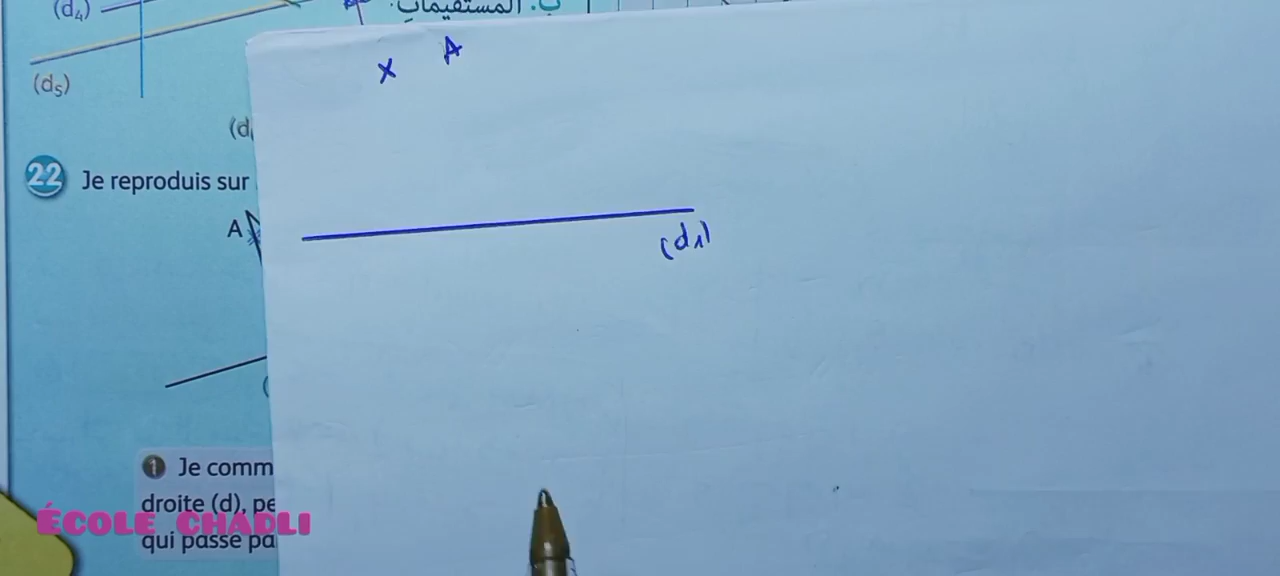 (d₄)
ب. المستقيمات
(d₅)
x A
(d
22 Je reproduis sur
A
(d₁)
(
1 Je comm
droite (d), pe
ÉCOLE CHADLI
qui passe pa